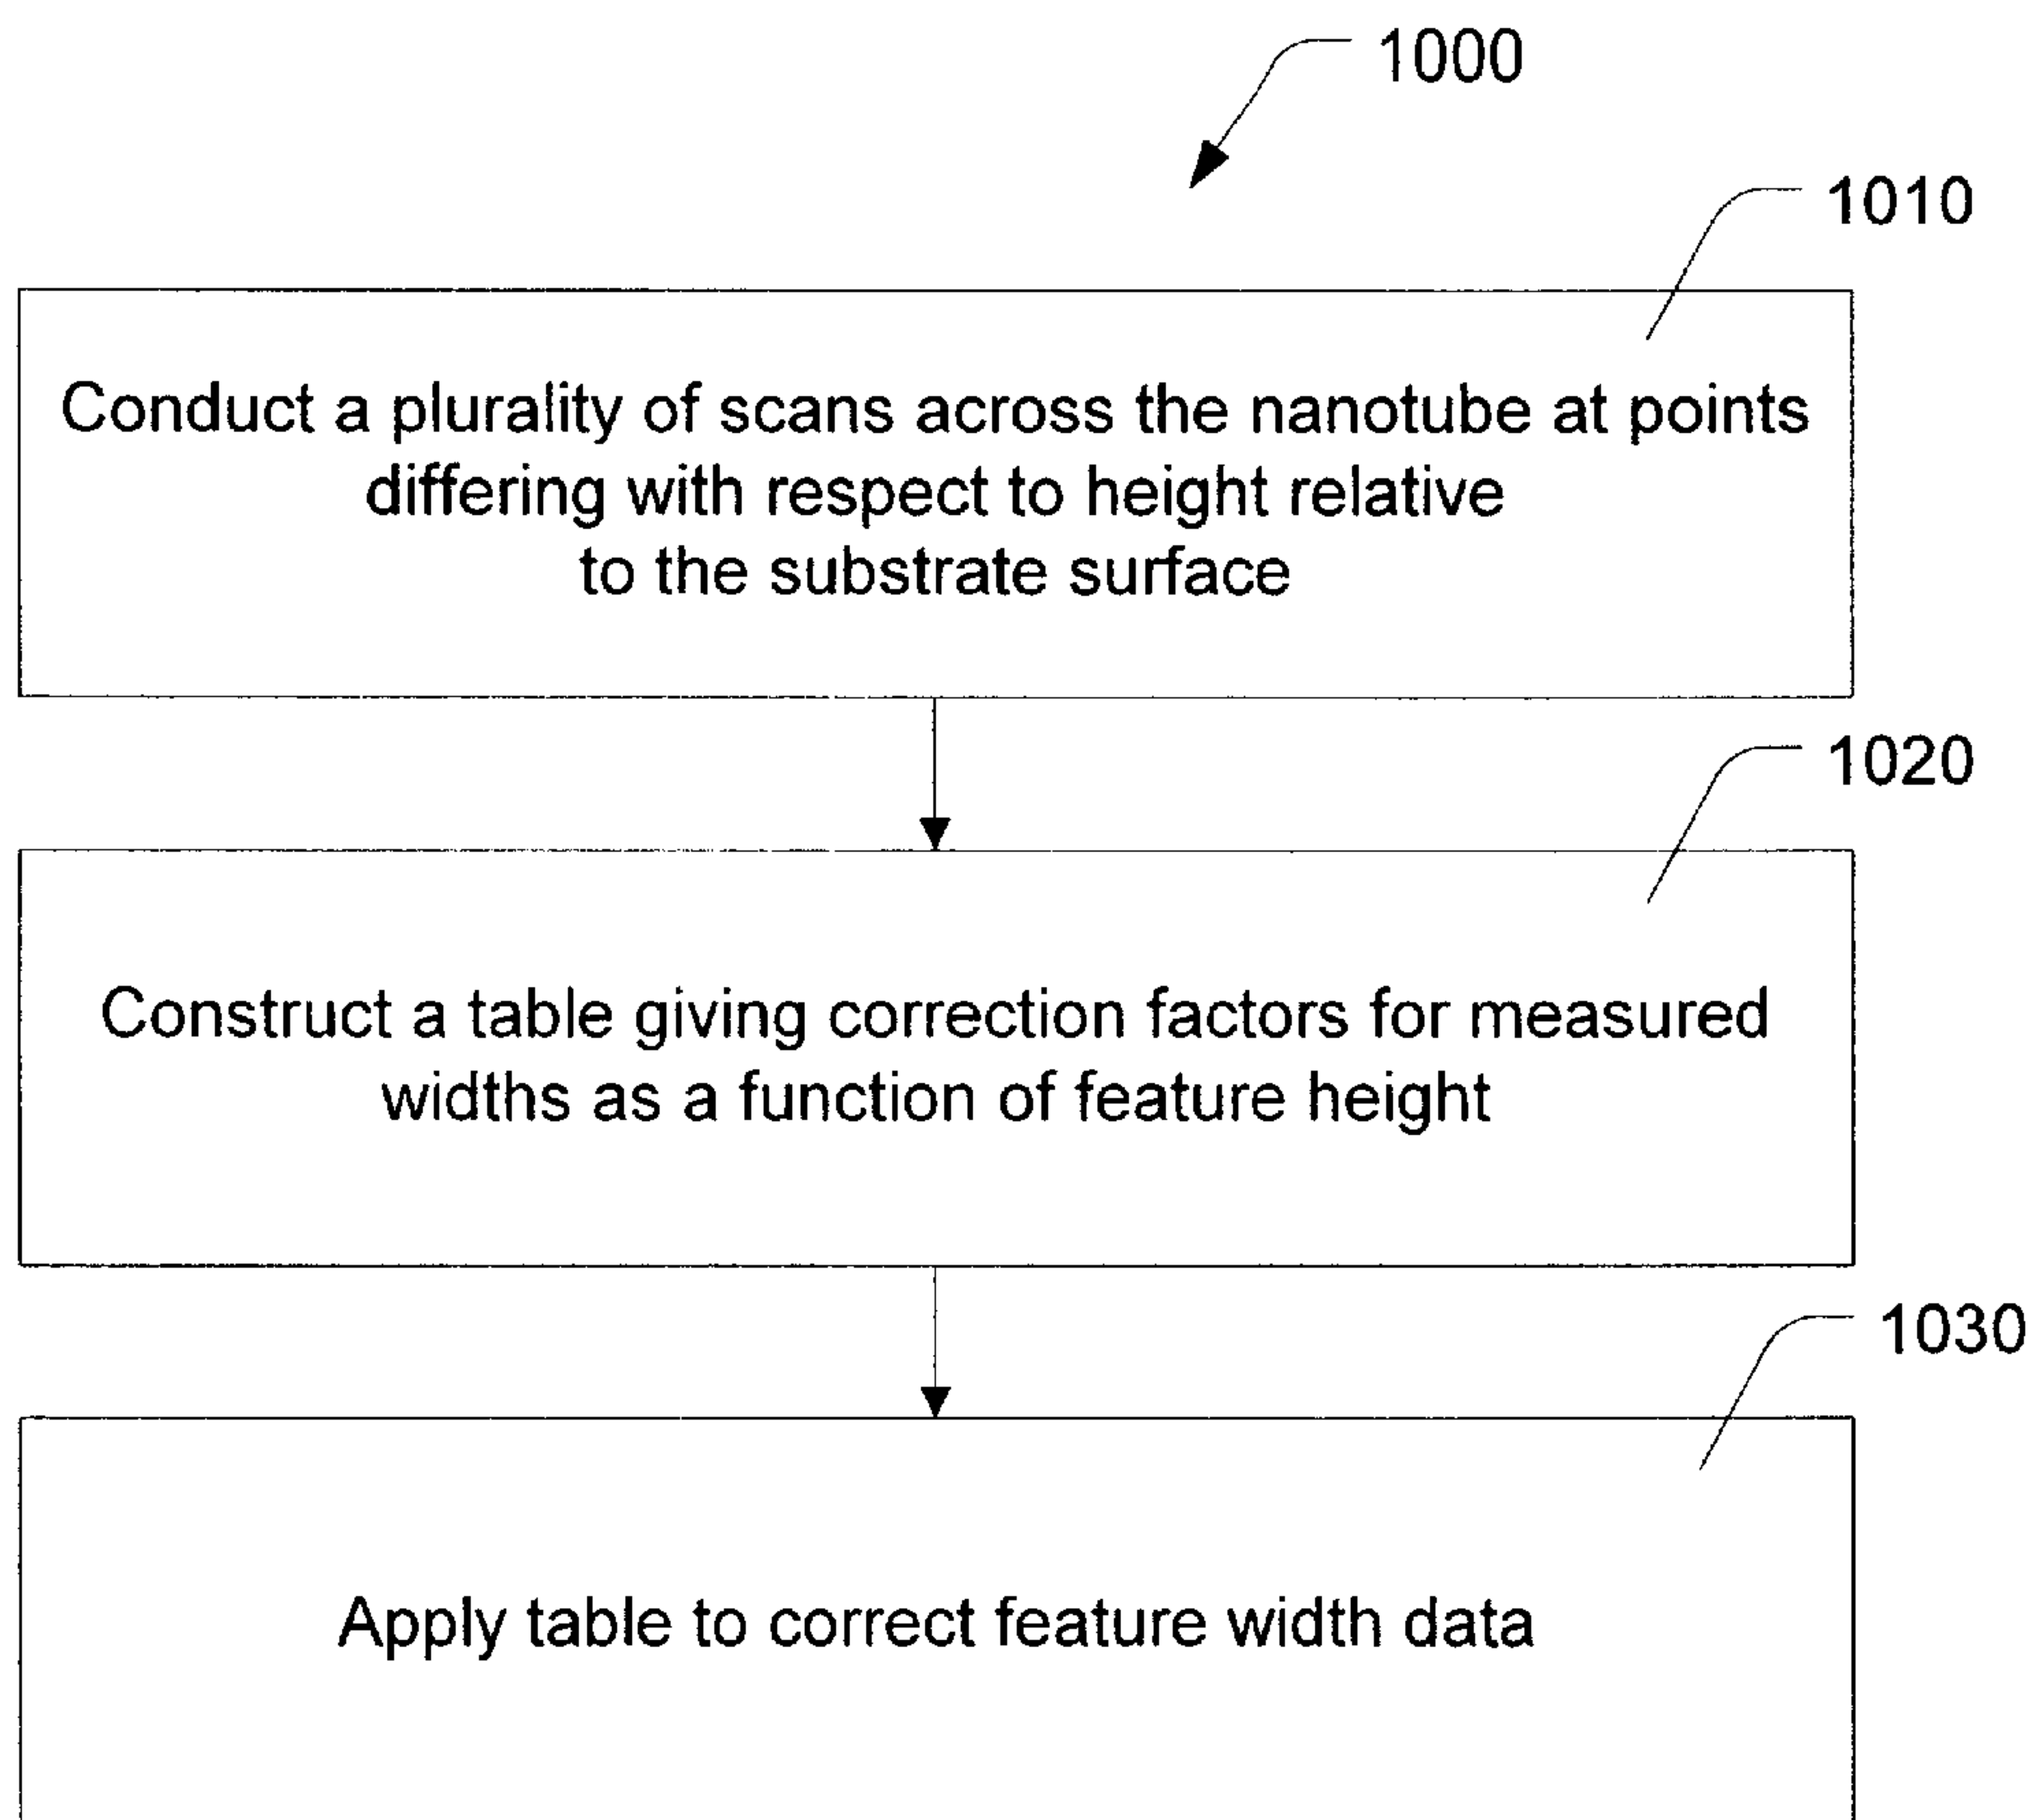 1000
1010
Conduct a plurality of scans across the nanotube at points
differing with respect to height relative
to the substrate surface
1020
Construct a table giving correction factors for measured
widths as a function of feature height
1030
Apply table to correct feature width data